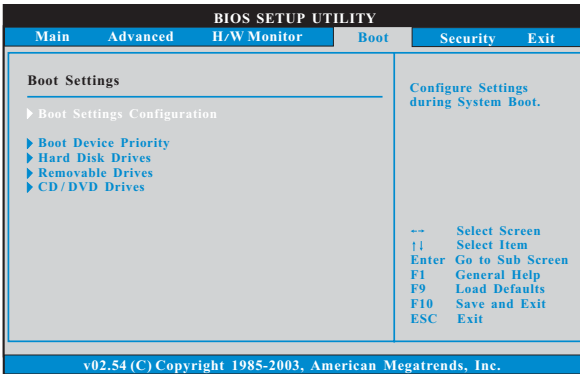 BIOS SETUP UTILITY
Main Advanced H/W Monitor Boot Security Exit
Boot Settings
Boot Settings Configuration
Boot Device Priority
Hard Disk Drives
Removable Drives
CD / DVD Drives
Configure Settings
during System Boot.
←→ Select Screen
↑↓ Select Item
Enter Go to Sub Screen
F1 General Help
F9 Load Defaults
F10 Save and Exit
ESC Exit
v02.54 (C) Copyright 1985-2003, American Megatrends, Inc.